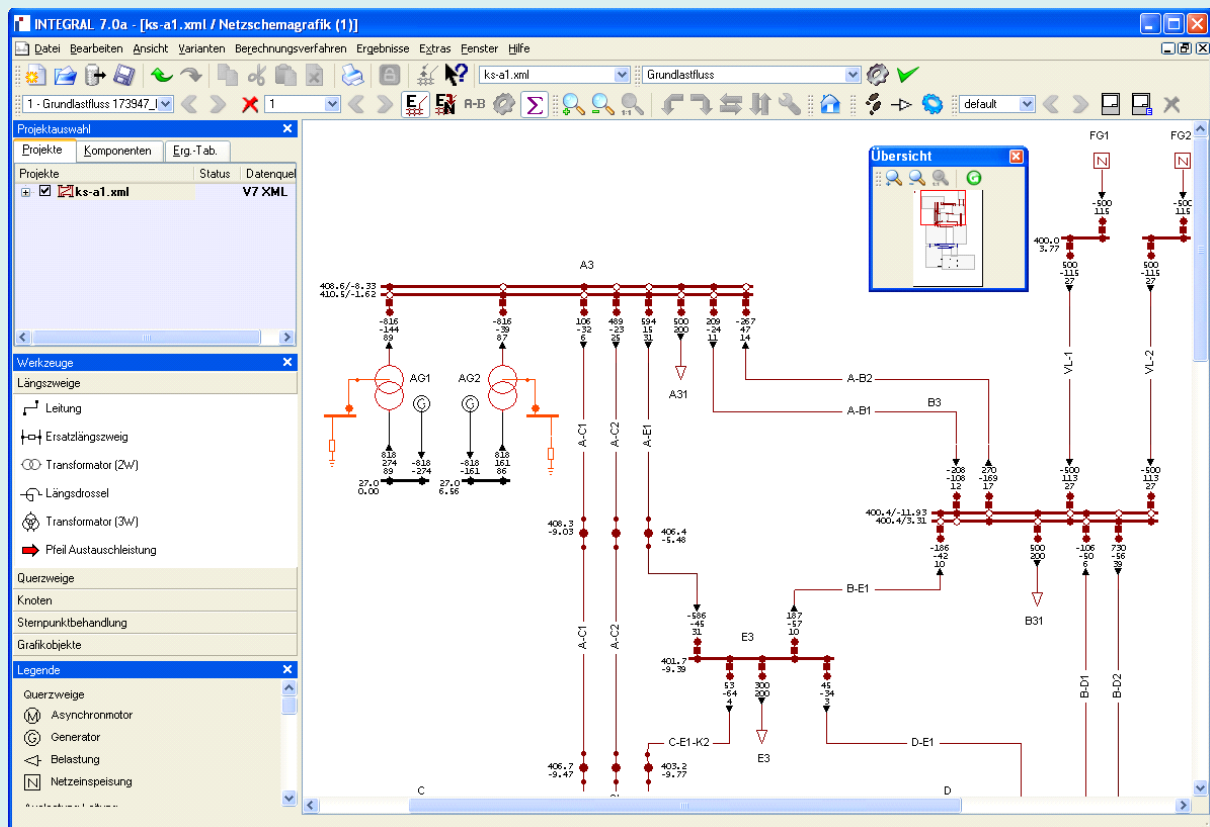 INTEGRAL 7.0a - [ks-a1.xml / Netzschemagrafik (1)]
Datei Bearbeiten Ansicht Varianten Berechnungsverfahren Ergebnisse Extras Fenster Hilfe
ks-a1.xml Grundlastfluss
1 - Grundlastfluss 173947_ 1 A-B 1:1 default
Projektauswahl
Projekte Komponenten Erg.-Tab.
Projekte Status Datenquel
ks-a1.xml V7 XML
Werkzeuge
Längszweige
Leitung
Ersatzlängszweig
Transformator (2W)
Längsdrossel
Transformator (3W)
Pfeil Austauschleistung
Querzweige
Knoten
Sternpunktbehandlung
Grafikobjekte
Legende
Querzweige
M Asynchronmotor
G Generator
Belastung
N Netzeinspeisung
Übersicht
FG1 FG2
N N
-500 -500
115 115
400.0
3.77
500 500
-115 -115
27 27
VL-1 VL-2
A3
408.6/-8.33
410.5/-1.62
-816 -816 106 489 594 500 209 -267
-144 -39 -32 -23 15 200 -24 47
89 87 6 25 31 11 14
AG1 AG2
G G
A31
A-B2
A-B1 B3
A-C1 A-C2 A-E1
818 -818 -818 818
274 -274 -161 161
89 86
27.0 27.0
0.00 6.56
-208 270 -500 -500
-108 -169 113 113
12 17 27 27
400.4/-11.93
400.4/3.31
408.3 406.4
-9.03 -5.48
-186 500 -106 730
-42 200 -50 -56
10 6 39
B-E1
B31
-586 187
-45 -57
31 10
E3
401.7
-9.39
A-C1 A-C2
B-D1 B-D2
53 300 45
-64 200 -34
4 3
C-E1-K2 E3 D-E1
406.7 403.2
-9.47 -9.77
C D